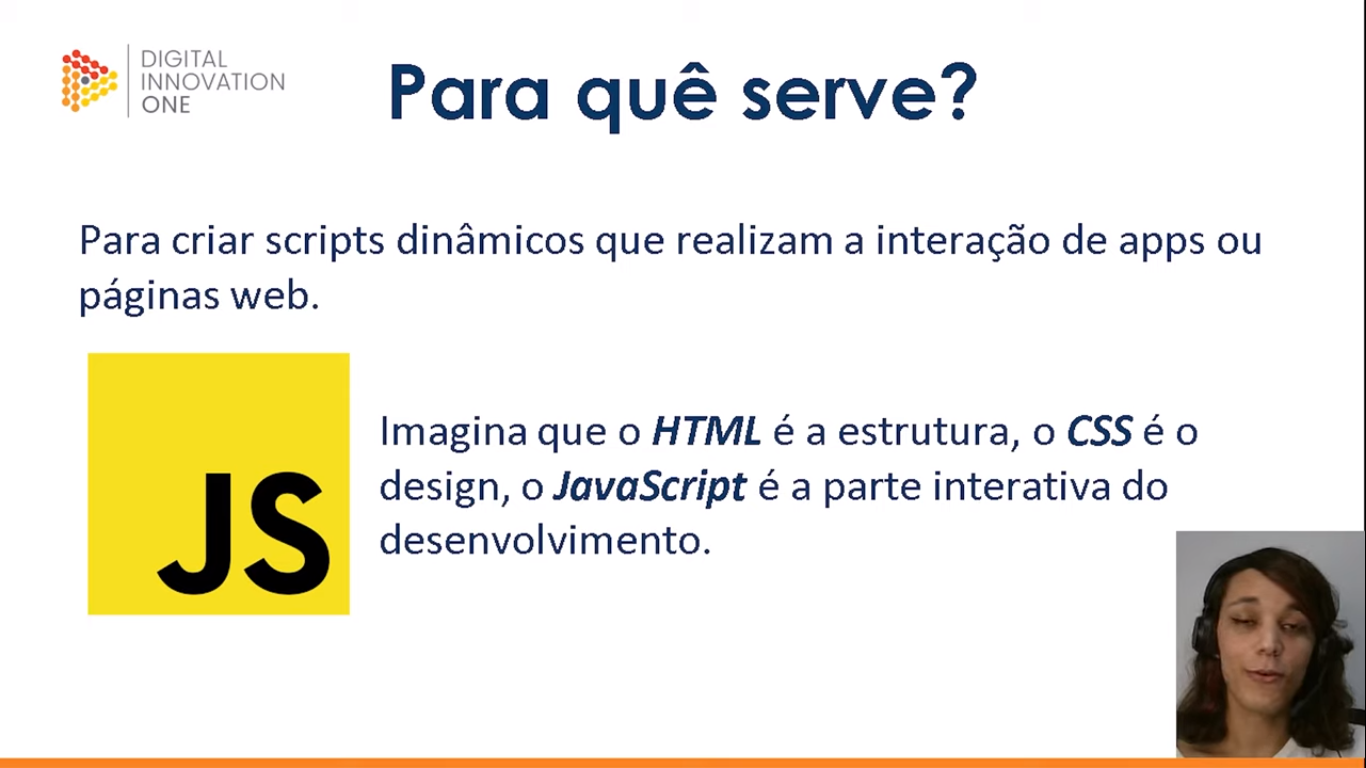 DIGITAL
INNOVATION
ONE
Para quê serve?
Para criar scripts dinâmicos que realizam a interação de apps ou
páginas web.
JS
Imagina que o HTML é a estrutura, o CSS é o
design, o JavaScript é a parte interativa do
desenvolvimento.